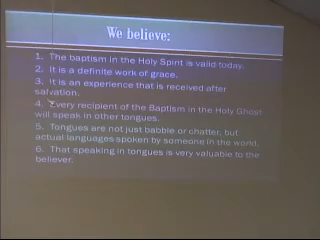 We believe:
1. The baptism in the Holy Spirit is valid today.
2. It is a definite work of grace.
3. It is an experience that is received after
salvation.
4. Every recipient of the Baptism in the Holy Ghost
will speak in other tongues.
5. Tongues are not just babble or chatter, but
actual languages spoken by someone in the world.
6. That speaking in tongues is very valuable to the
believer.